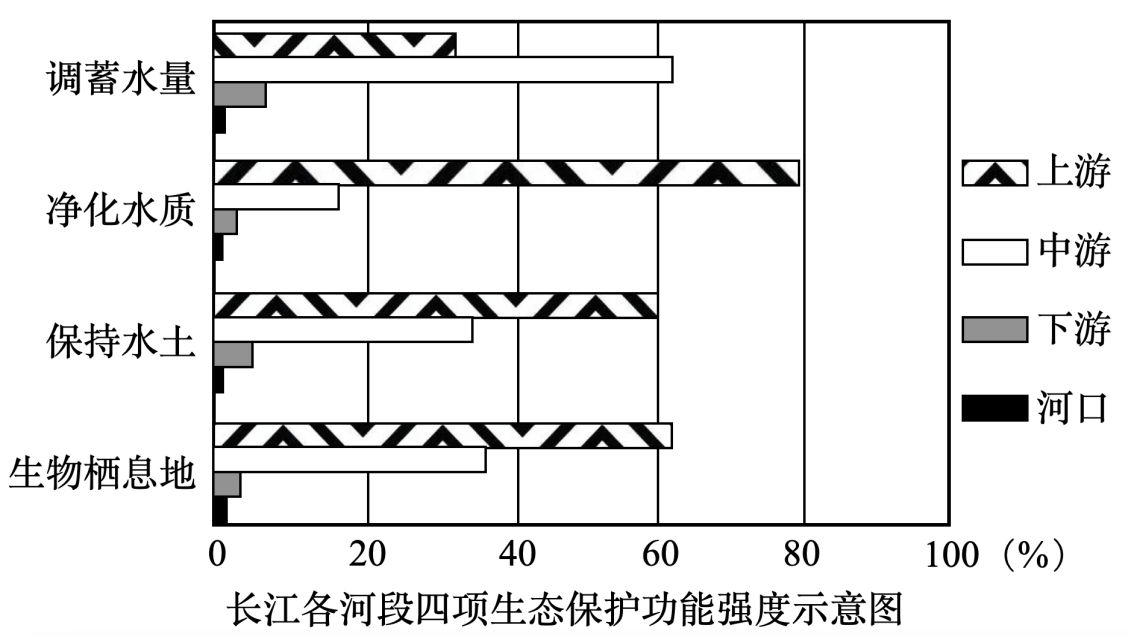 调蓄水量
净化水质
保持水土
生物栖息地
上游
中游
下游
河口
0 20 40 60 80 100 (%)
长江各河段四项生态保护功能强度示意图